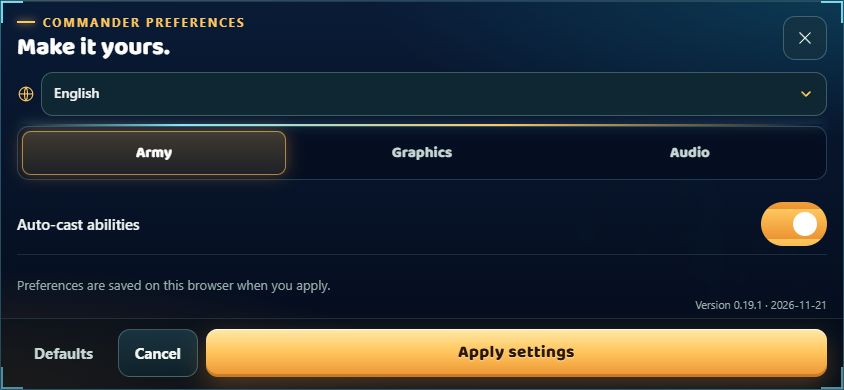 COMMANDER PREFERENCES
Make it yours.
English
Army Graphics Audio
Auto-cast abilities
Preferences are saved on this browser when you apply.
Version 0.19.1 · 2026-11-21
Defaults Cancel Apply settings